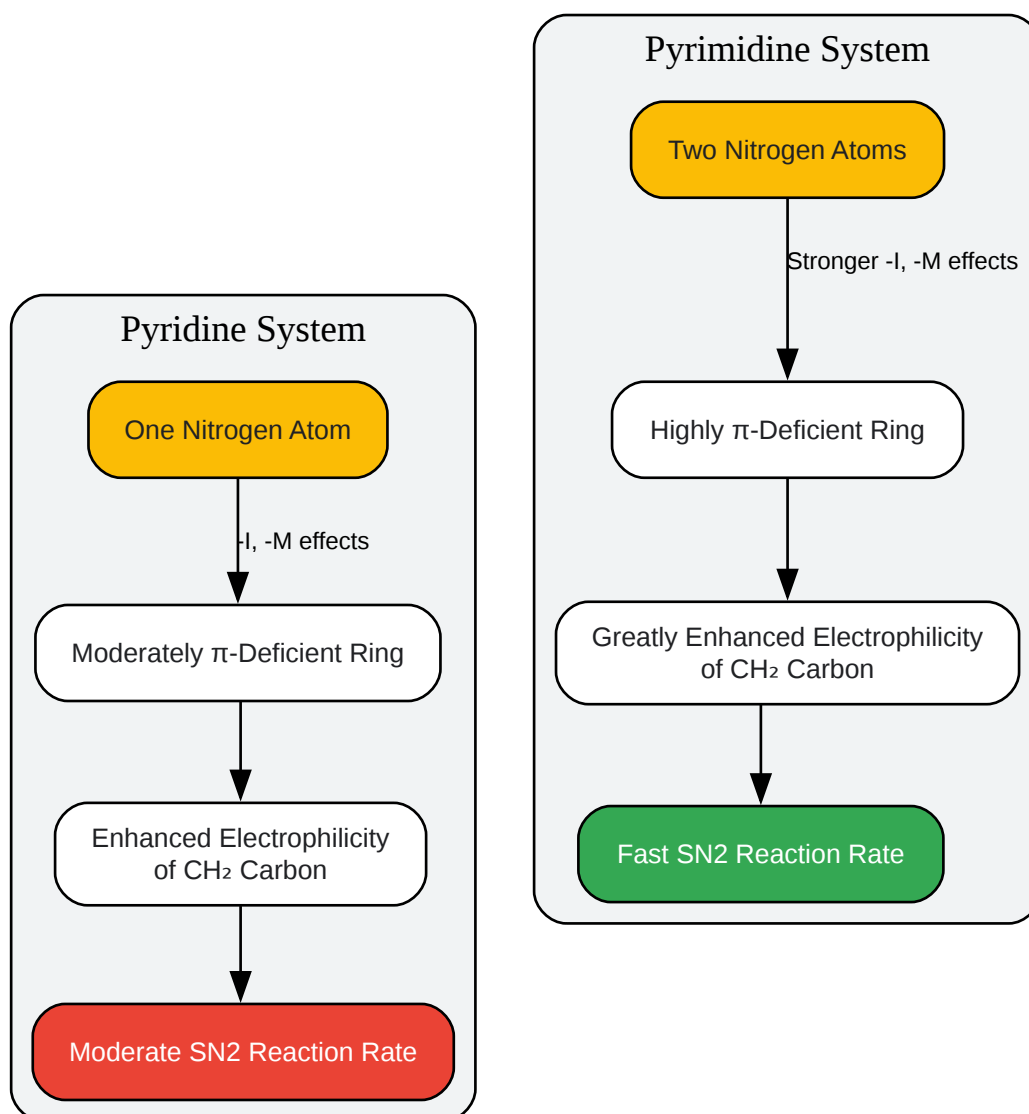 Pyridine System
One Nitrogen Atom
-I, -M effects
Moderately π-Deficient Ring
Enhanced Electrophilicity
of CH₂ Carbon
Moderate SN2 Reaction Rate
Pyrimidine System
Two Nitrogen Atoms
Stronger -I, -M effects
Highly π-Deficient Ring
Greatly Enhanced Electrophilicity
of CH₂ Carbon
Fast SN2 Reaction Rate